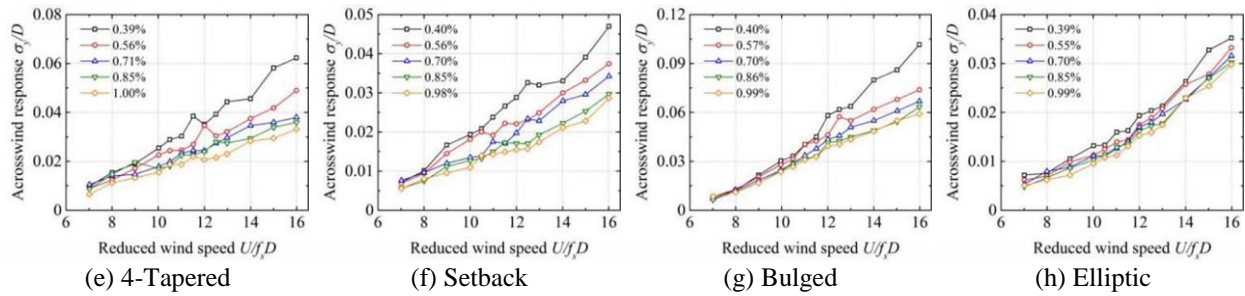 0.08
0.06
0.04
0.02
0
Acrosswind response σy/D
0.39%
0.56%
0.71%
0.85%
1.00%
6 8 10 12 14 16
Reduced wind speed U/fsD
(e) 4-Tapered
0.05
0.04
0.03
0.02
0.01
0.00
Acrosswind response σy/D
0.40%
0.56%
0.70%
0.85%
0.98%
6 8 10 12 14 16
Reduced wind speed U/fsD
(f) Setback
0.12
0.09
0.06
0.03
0.00
Acrosswind response σy/D
0.40%
0.57%
0.70%
0.86%
0.99%
6 8 10 12 14 16
Reduced wind speed U/fsD
(g) Bulged
0.04
0.03
0.02
0.01
0
Acrosswind response σy/D
0.39%
0.55%
0.70%
0.85%
0.99%
6 8 10 12 14 16
Reduced wind speed U/fsD
(h) Elliptic